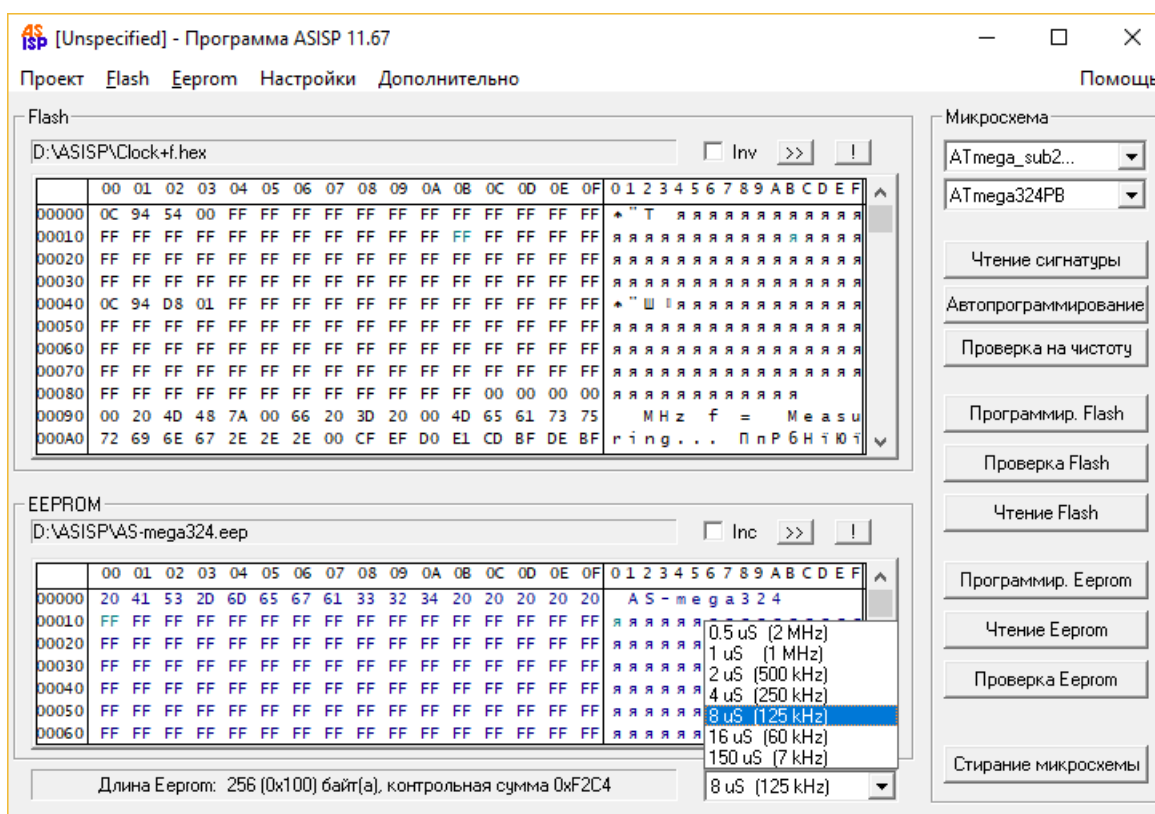 AS ISP [Unspecified] - Программа ASISP 11.67
Проект Flash Eeprom Настройки Дополнительно Помощь
Flash
D:\ASISP\Clock+f.hex Inv >> !
00 01 02 03 04 05 06 07 08 09 0A 0B 0C 0D 0E 0F 0 1 2 3 4 5 6 7 8 9 A B C D E F
00000 0C 94 54 00 FF FF FF FF FF FF FF FF FF FF FF FF " T я я я я я я я я я я я я
00010 FF FF FF FF FF FF FF FF FF FF FF FF FF FF FF FF я я я я я я я я я я я я я я я я
00020 FF FF FF FF FF FF FF FF FF FF FF FF FF FF FF FF я я я я я я я я я я я я я я я я
00030 FF FF FF FF FF FF FF FF FF FF FF FF FF FF FF FF я я я я я я я я я я я я я я я я
00040 0C 94 D8 01 FF FF FF FF FF FF FF FF FF FF FF FF " Ш я я я я я я я я я я я я
00050 FF FF FF FF FF FF FF FF FF FF FF FF FF FF FF FF я я я я я я я я я я я я я я я я
00060 FF FF FF FF FF FF FF FF FF FF FF FF FF FF FF FF я я я я я я я я я я я я я я я я
00070 FF FF FF FF FF FF FF FF FF FF FF FF FF FF FF FF я я я я я я я я я я я я я я я я
00080 FF FF FF FF FF FF FF FF FF FF FF FF 00 00 00 00 я я я я я я я я я я я я
00090 00 20 4D 48 7A 00 66 20 3D 20 00 4D 65 61 73 75 M H z f = M e a s u
000A0 72 69 6E 67 2E 2E 2E 00 CF EF D0 E1 CD BF DE BF r i n g . . . П п Р б Н ї Ю ї
EEPROM
D:\ASISP\AS-mega324.eep Inc >> !
00 01 02 03 04 05 06 07 08 09 0A 0B 0C 0D 0E 0F 0 1 2 3 4 5 6 7 8 9 A B C D E F
00000 20 41 53 2D 6D 65 67 61 33 32 34 20 20 20 20 20 A S - m e g a 3 2 4
00010 FF FF FF FF FF FF FF FF FF FF FF FF FF FF FF FF я я я я я я
00020 FF FF FF FF FF FF FF FF FF FF FF FF FF FF FF FF я я я я я я
00030 FF FF FF FF FF FF FF FF FF FF FF FF FF FF FF FF я я я я я я
00040 FF FF FF FF FF FF FF FF FF FF FF FF FF FF FF FF я я я я я я
00050 FF FF FF FF FF FF FF FF FF FF FF FF FF FF FF FF я я я я я я
00060 FF FF FF FF FF FF FF FF FF FF FF FF FF FF FF FF я я я я я я
0.5 uS (2 MHz)
1 uS (1 MHz)
2 uS (500 kHz)
4 uS (250 kHz)
8 uS (125 kHz)
16 uS (60 kHz)
150 uS (7 kHz)
Длина Eeprom: 256 (0x100) байт(а), контрольная сумма 0xF2C4
8 uS (125 kHz)
Микросхема
ATmega_sub2...
ATmega324PB
Чтение сигнатуры
Автопрограммирование
Проверка на чистоту
Программир. Flash
Проверка Flash
Чтение Flash
Программир. Eeprom
Чтение Eeprom
Проверка Eeprom
Стирание микросхемы